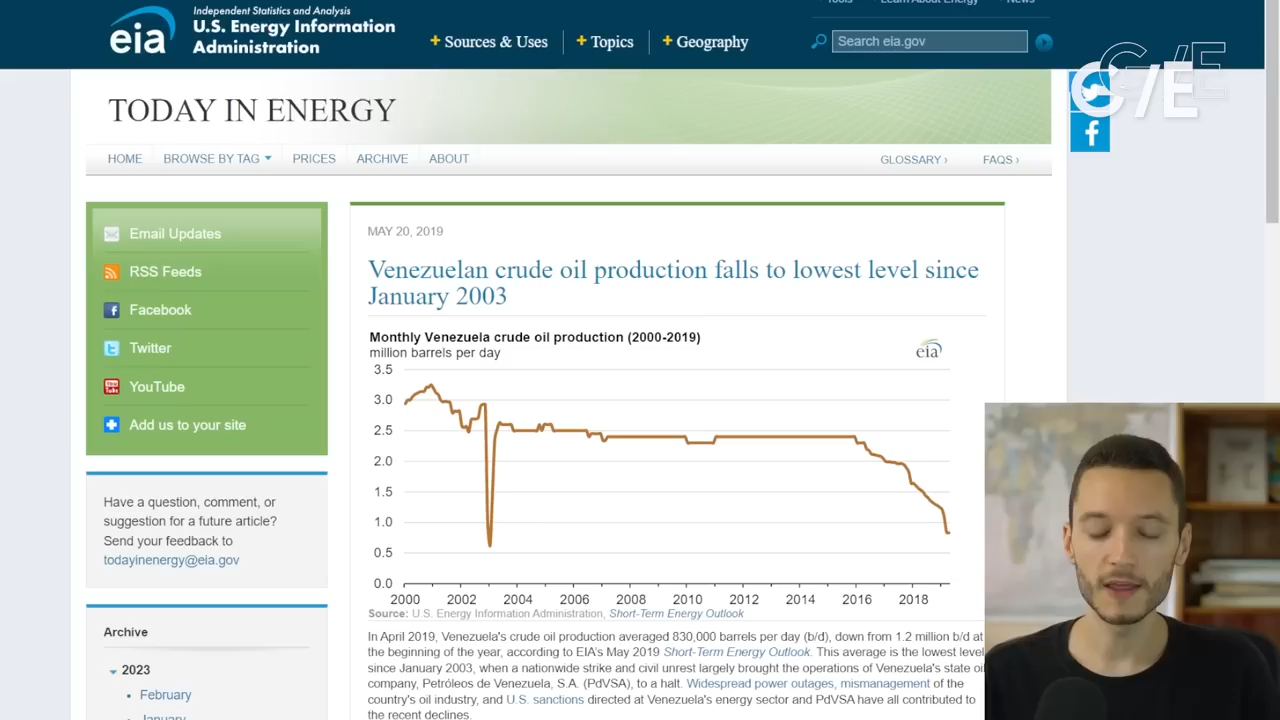 Independent Statistics and Analysis
eia
U.S. Energy Information
Administration
Tools
Learn About Energy
News
+ Sources & Uses
+ Topics
+ Geography
Search eia.gov
TODAY IN ENERGY
HOME
BROWSE BY TAG
PRICES
ARCHIVE
ABOUT
GLOSSARY ›
FAQS ›
Email Updates
RSS Feeds
Facebook
Twitter
YouTube
Add us to your site
Have a question, comment, or
suggestion for a future article?
Send your feedback to
todayinenergy@eia.gov
Archive
2023
February
January
MAY 20, 2019
Venezuelan crude oil production falls to lowest level since
January 2003
Monthly Venezuela crude oil production (2000-2019)
million barrels per day
eia
3.5
3.0
2.5
2.0
1.5
1.0
0.5
0.0
2000 2002 2004 2006 2008 2010 2012 2014 2016 2018
Source: U.S. Energy Information Administration, Short-Term Energy Outlook
In April 2019, Venezuela's crude oil production averaged 830,000 barrels per day (b/d), down from 1.2 million b/d at
the beginning of the year, according to EIA's May 2019 Short-Term Energy Outlook. This average is the lowest level
since January 2003, when a nationwide strike and civil unrest largely brought the operations of Venezuela's state oil
company, Petróleos de Venezuela, S.A. (PdVSA), to a halt. Widespread power outages, mismanagement of the
country's oil industry, and U.S. sanctions directed at Venezuela's energy sector and PdVSA have all contributed to
the recent declines.